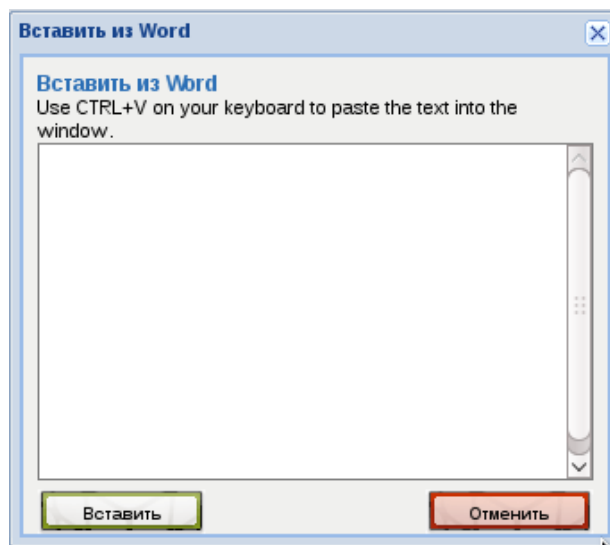 Вставить из Word
Вставить из Word
Use CTRL+V on your keyboard to paste the text into the
window.
Вставить
Отменить